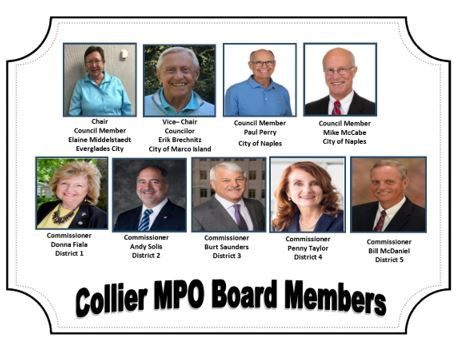 Chair
Council Member
Elaine Middelstaedt
Everglades City
Vice– Chair
Councilor
Erik Brechnitz
City of Marco Island
Council Member
Paul Perry
City of Naples
Council Member
Mike McCabe
City of Naples
Commissioner
Donna Fiala
District 1
Commissioner
Andy Solis
District 2
Commissioner
Burt Saunders
District 3
Commissioner
Penny Taylor
District 4
Commissioner
Bill McDaniel
District 5
Collier MPO Board Members